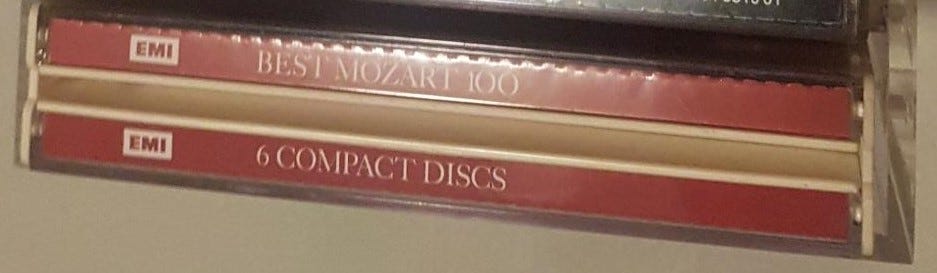 EMI BEST MOZART 100
EMI 6 COMPACT DISCS